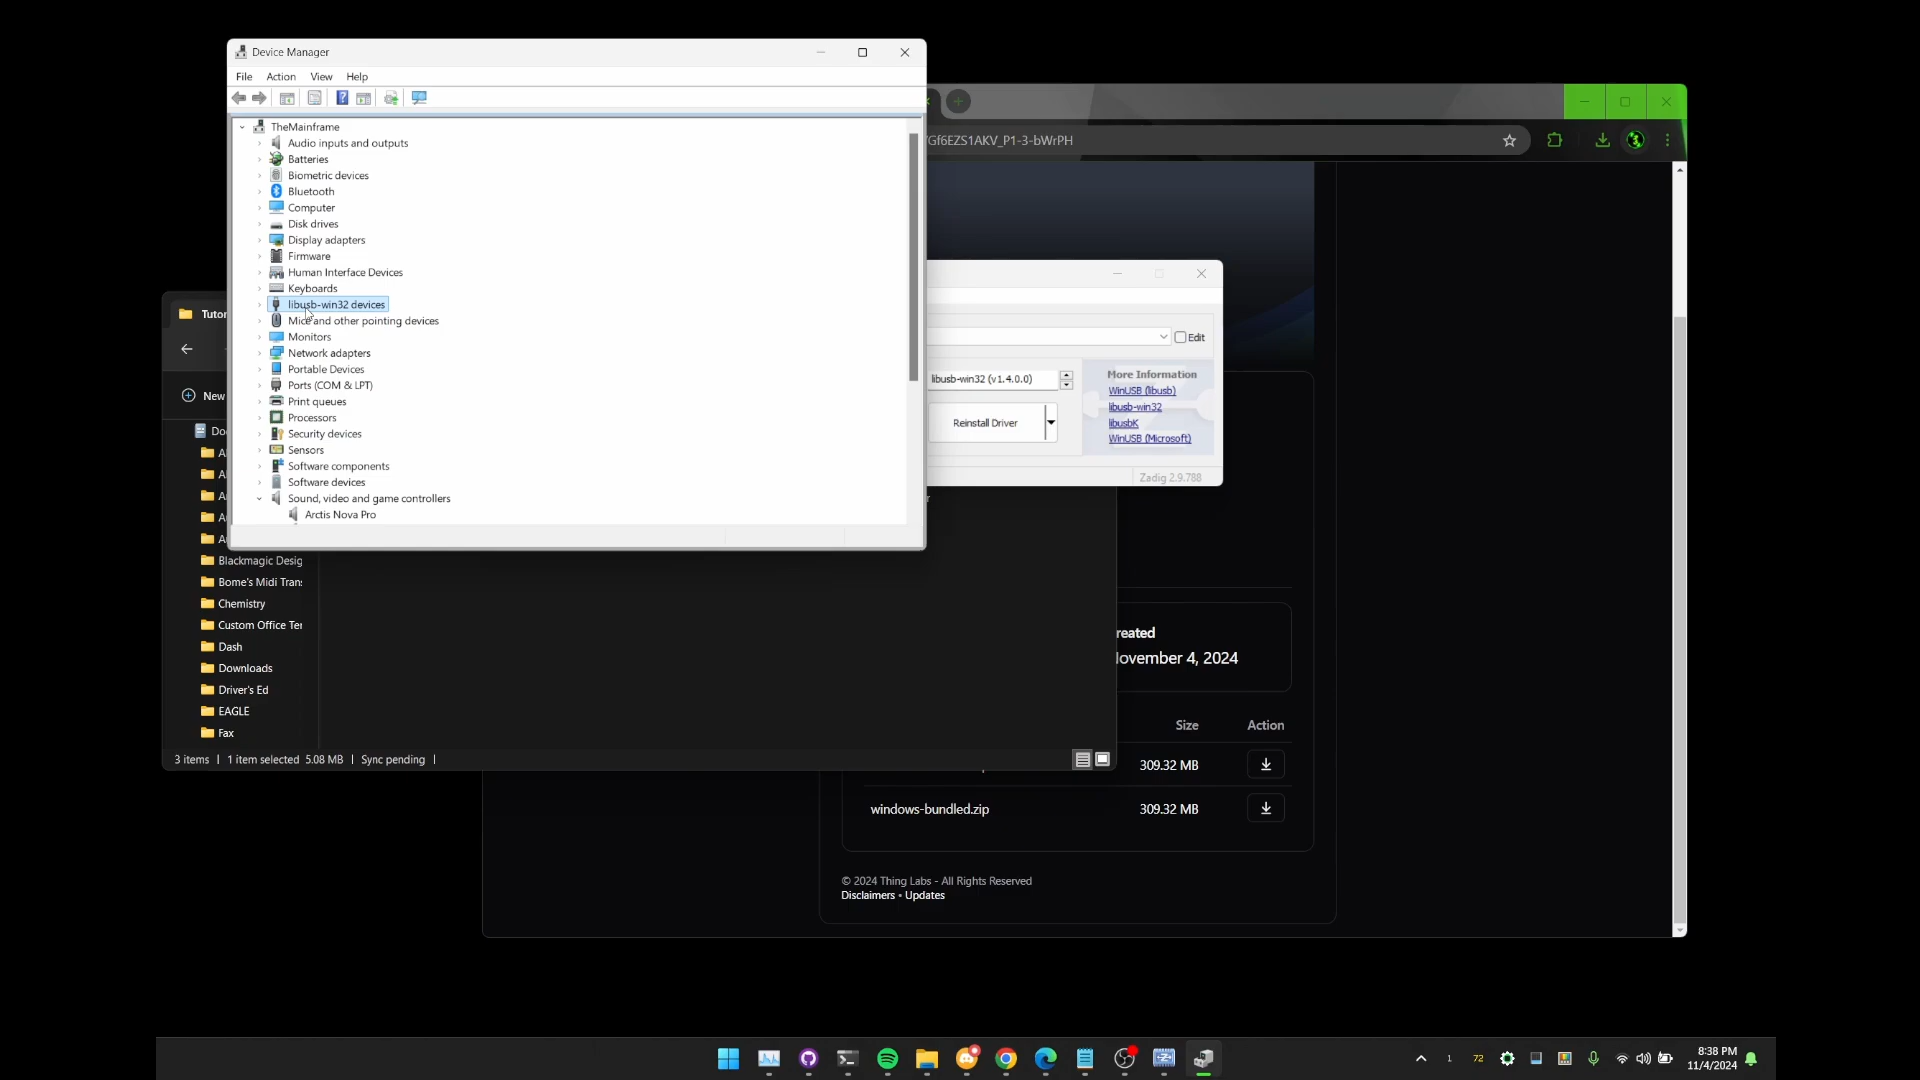 Device Manager
File Action View Help
TheMainframe
Audio inputs and outputs
Batteries
Biometric devices
Bluetooth
Computer
Disk drives
Display adapters
Firmware
Human Interface Devices
Keyboards
libusb-win32 devices
Mice and other pointing devices
Monitors
Network adapters
Portable Devices
Ports (COM & LPT)
Print queues
Processors
Security devices
Sensors
Software components
Software devices
Sound, video and game controllers
Arctis Nova Pro
Gf6EZS1AKV_P1-3-bWrPH
Edit
libusb-win32 (v1.4.0.0)
Reinstall Driver
More Information
WinUSB (libusb)
libusb-win32
libusbK
WinUSB (Microsoft)
Zadig 2.9.788
Tutor
New
Do
A
A
A
A
A
Blackmagic Desig
Bome's Midi Trans
Chemistry
Custom Office Ter
Dash
Downloads
Driver's Ed
EAGLE
Fax
3 items | 1 item selected 5.08 MB | Sync pending |
reated
November 4, 2024
Size Action
309.32 MB
windows-bundled.zip 309.32 MB
© 2024 Thing Labs - All Rights Reserved
Disclaimers • Updates
1 72
8:38 PM
11/4/2024